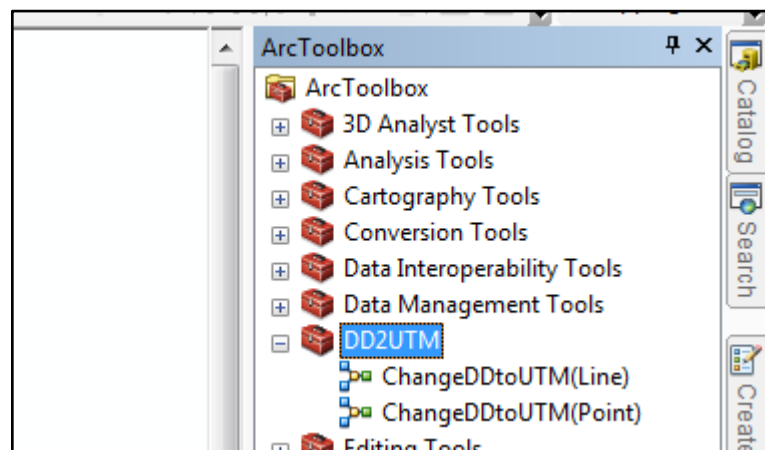 ArcToolbox
ArcToolbox
3D Analyst Tools
Analysis Tools
Cartography Tools
Conversion Tools
Data Interoperability Tools
Data Management Tools
DD2UTM
ChangeDDtoUTM(Line)
ChangeDDtoUTM(Point)
Editing Tools
Catalog
Search
Create